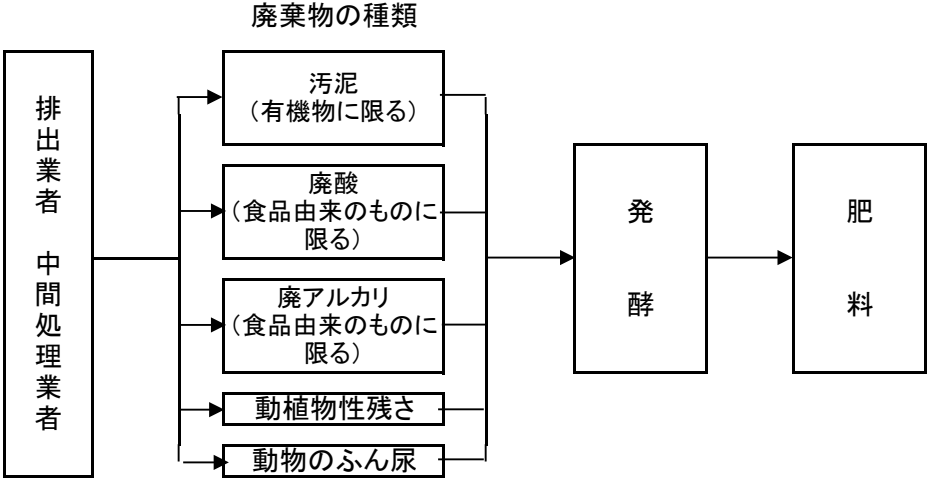 廃棄物の種類
排出業者 中間処理業者
汚泥
(有機物に限る)
廃酸
(食品由来のものに
限る)
廃アルカリ
(食品由来のものに
限る)
動植物性残さ
動物のふん尿
発酵
肥料